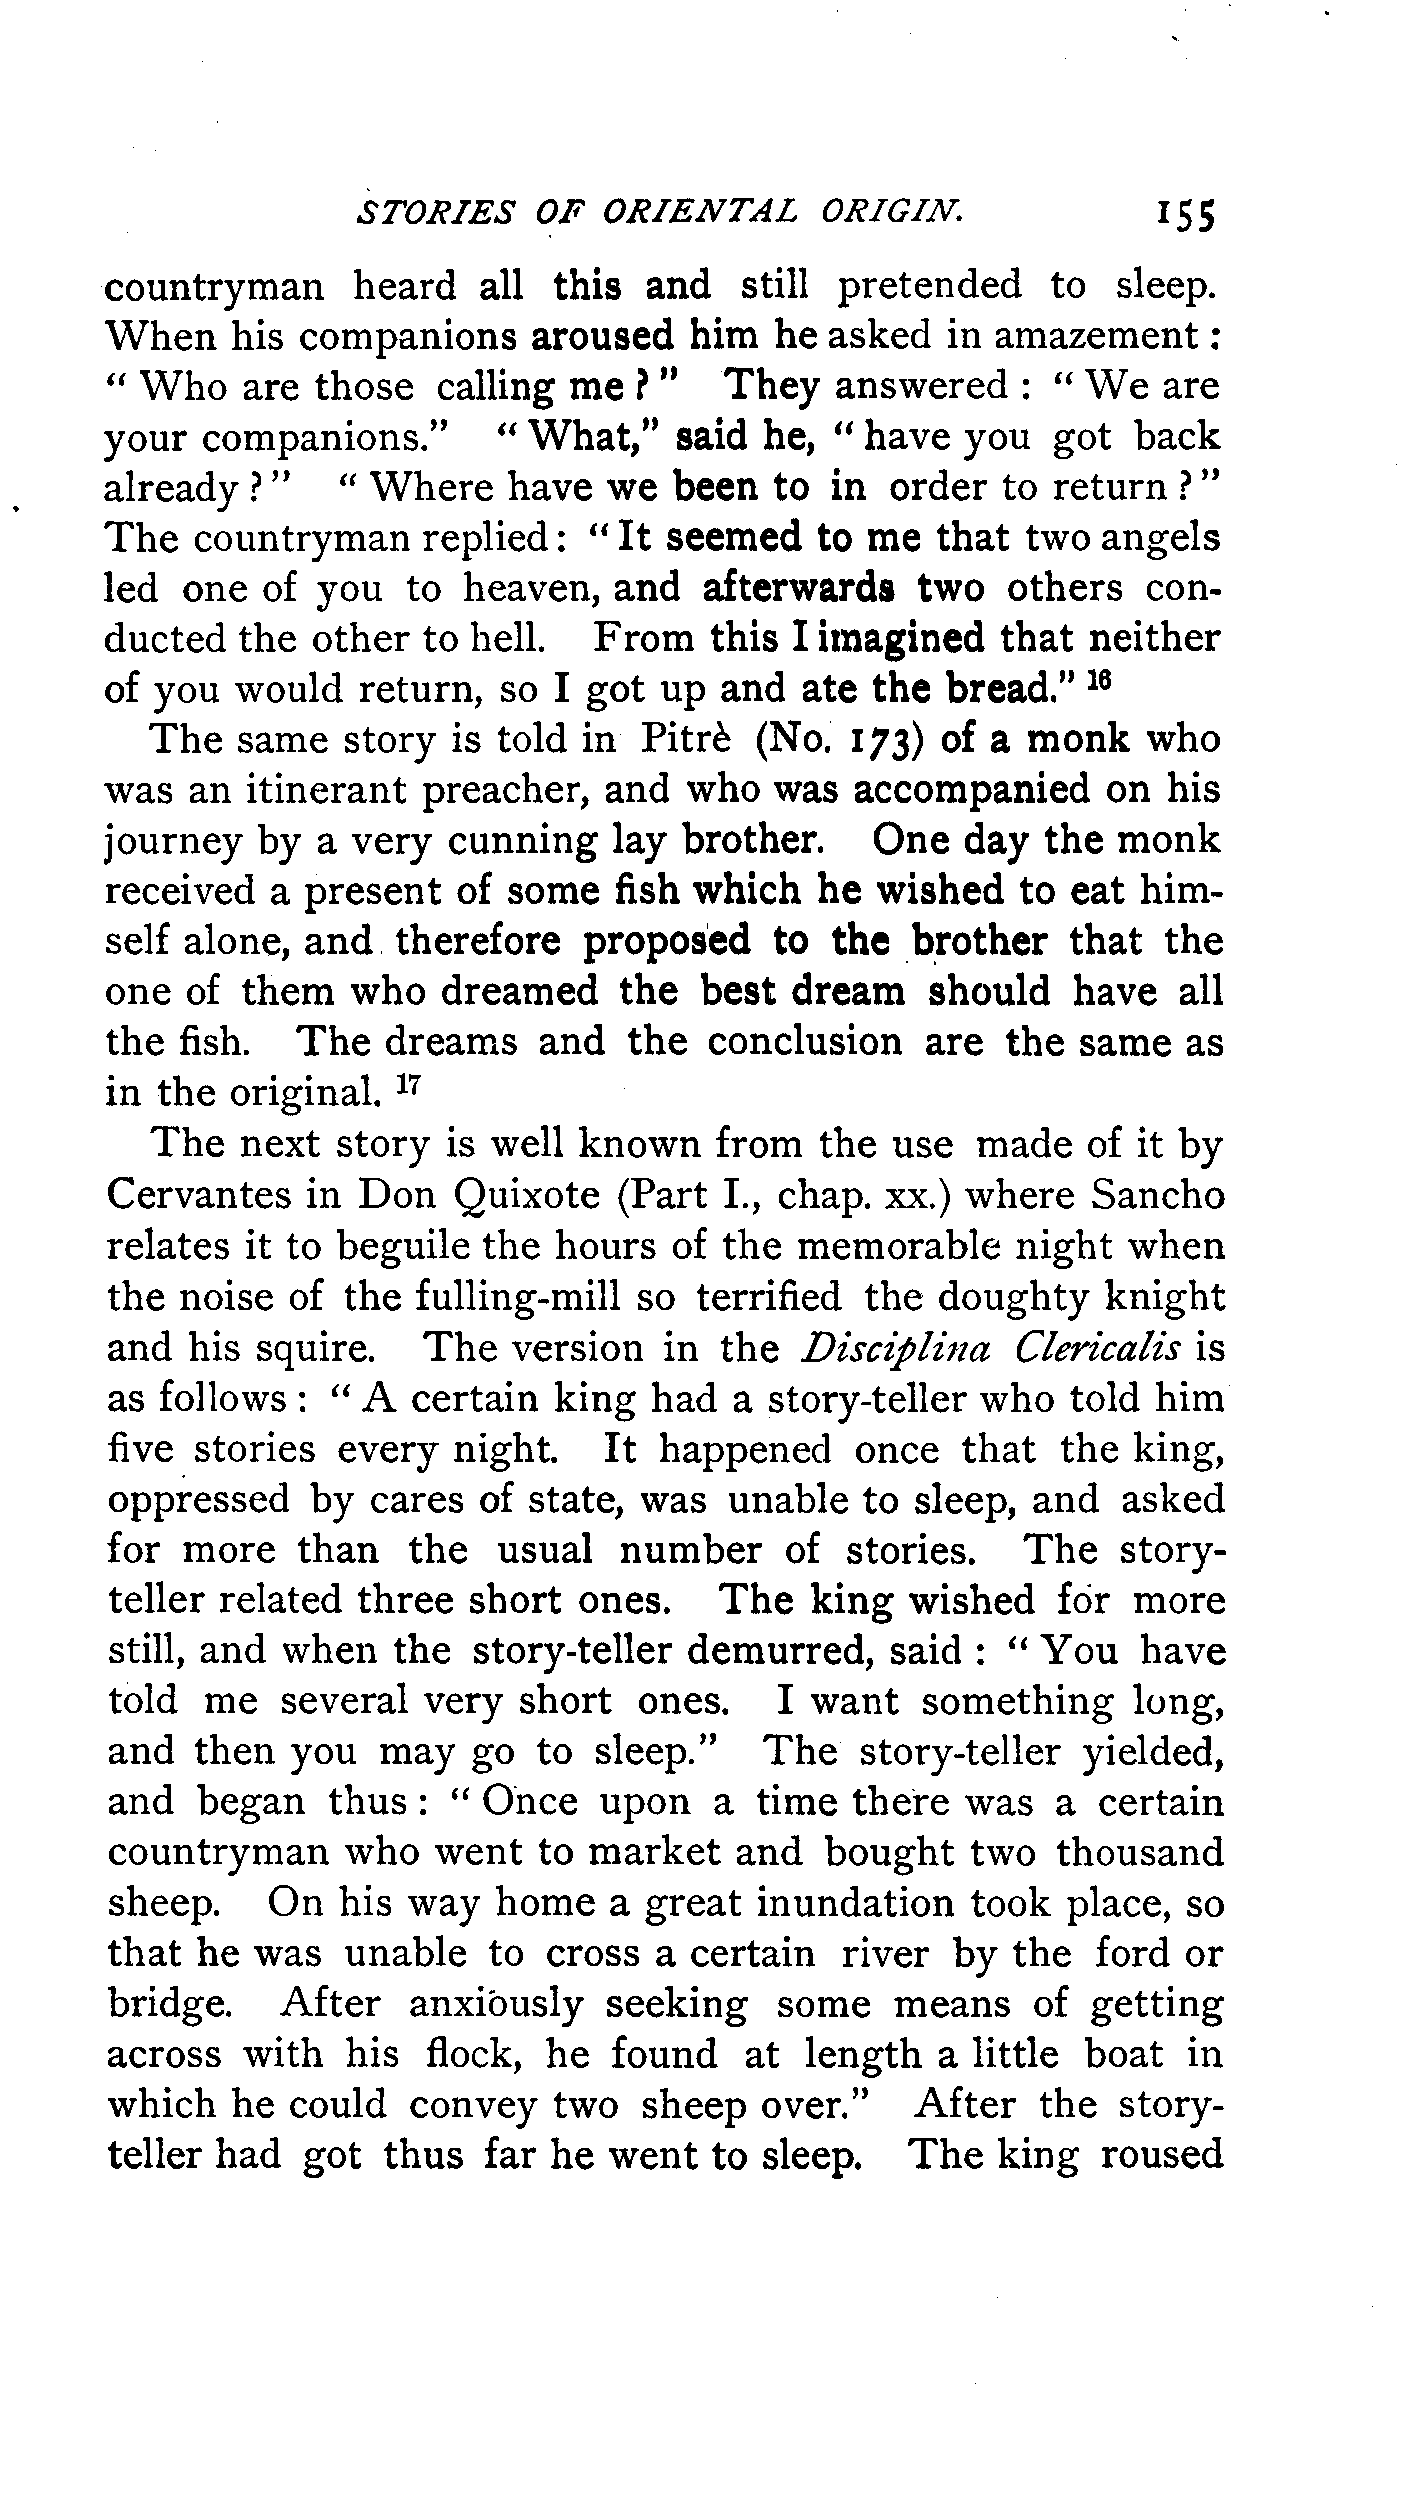 STORIES OF ORIENTAL ORIGIN. 155
countryman heard all this and still pretended to sleep.
When his companions aroused him he asked in amazement :
“ Who are those calling me ? ” They answered : “ We are
your companions.” “ What,” said he, “ have you got back
already ? ” “ Where have we been to in order to return ? ”
The countryman replied : “ It seemed to me that two angels
led one of you to heaven, and afterwards two others con-
ducted the other to hell. From this I imagined that neither
of you would return, so I got up and ate the bread.” 16
The same story is told in Pitrè (No. 173) of a monk who
was an itinerant preacher, and who was accompanied on his
journey by a very cunning lay brother. One day the monk
received a present of some fish which he wished to eat him-
self alone, and therefore proposed to the brother that the
one of them who dreamed the best dream should have all
the fish. The dreams and the conclusion are the same as
in the original. 17
The next story is well known from the use made of it by
Cervantes in Don Quixote (Part I., chap. xx.) where Sancho
relates it to beguile the hours of the memorable night when
the noise of the fulling-mill so terrified the doughty knight
and his squire. The version in the Disciplina Clericalis is
as follows : “ A certain king had a story-teller who told him
five stories every night. It happened once that the king,
oppressed by cares of state, was unable to sleep, and asked
for more than the usual number of stories. The story-
teller related three short ones. The king wished for more
still, and when the story-teller demurred, said : “ You have
told me several very short ones. I want something long,
and then you may go to sleep.” The story-teller yielded,
and began thus : “ Once upon a time there was a certain
countryman who went to market and bought two thousand
sheep. On his way home a great inundation took place, so
that he was unable to cross a certain river by the ford or
bridge. After anxiously seeking some means of getting
across with his flock, he found at length a little boat in
which he could convey two sheep over.” After the story-
teller had got thus far he went to sleep. The king roused